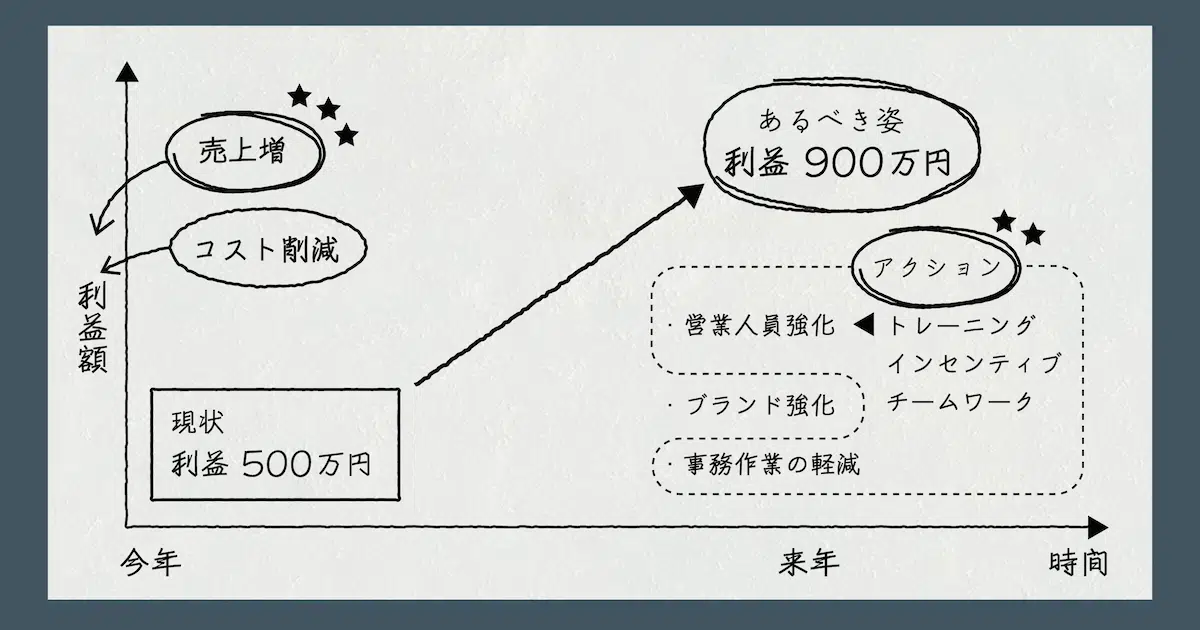 売上増
コスト削減
利益額
現状
利益 500万円
あるべき姿
利益 900万円
アクション
・営業人員強化 ◀ トレーニング
インセンティブ
・ブランド強化
チームワーク
・事務作業の軽減
今年
来年
時間